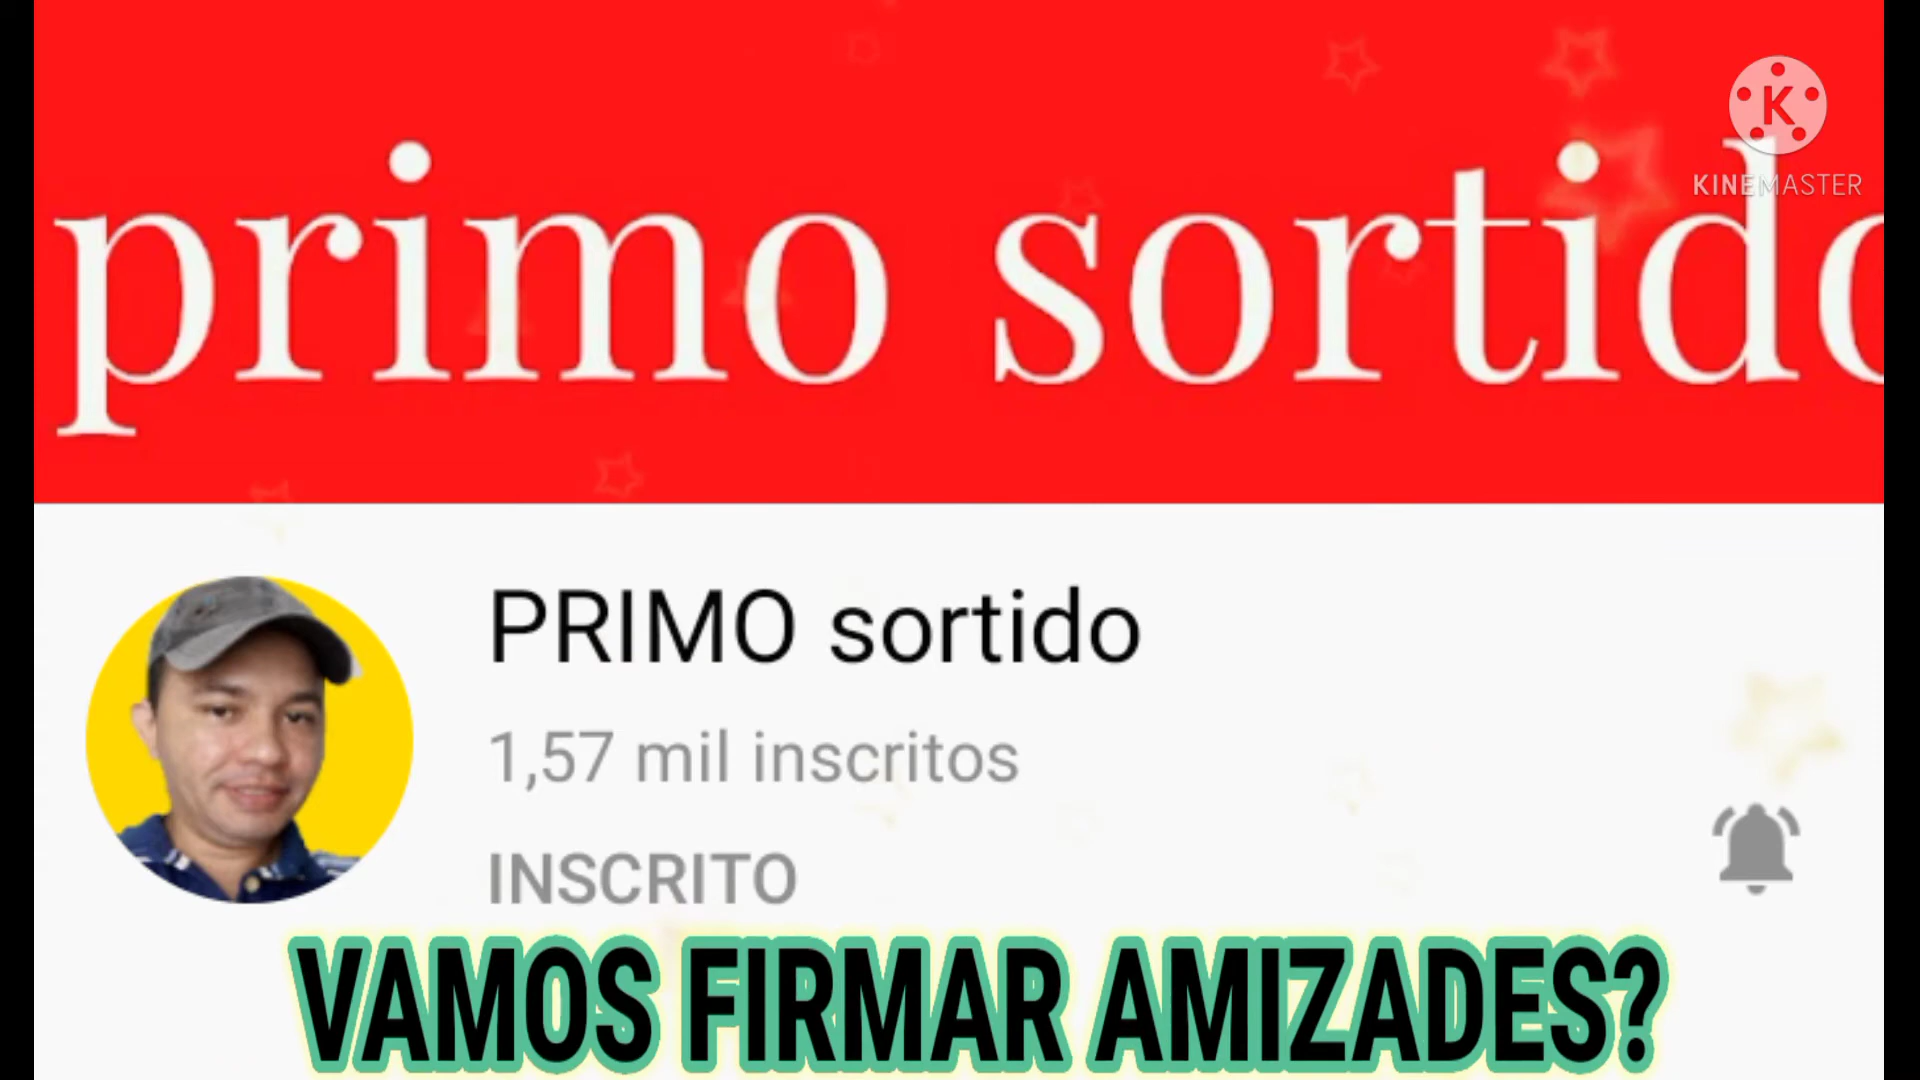 primo sortido
K
KINEMASTER
PRIMO sortido
1,57 mil inscritos
INSCRITO
VAMOS FIRMAR AMIZADES?